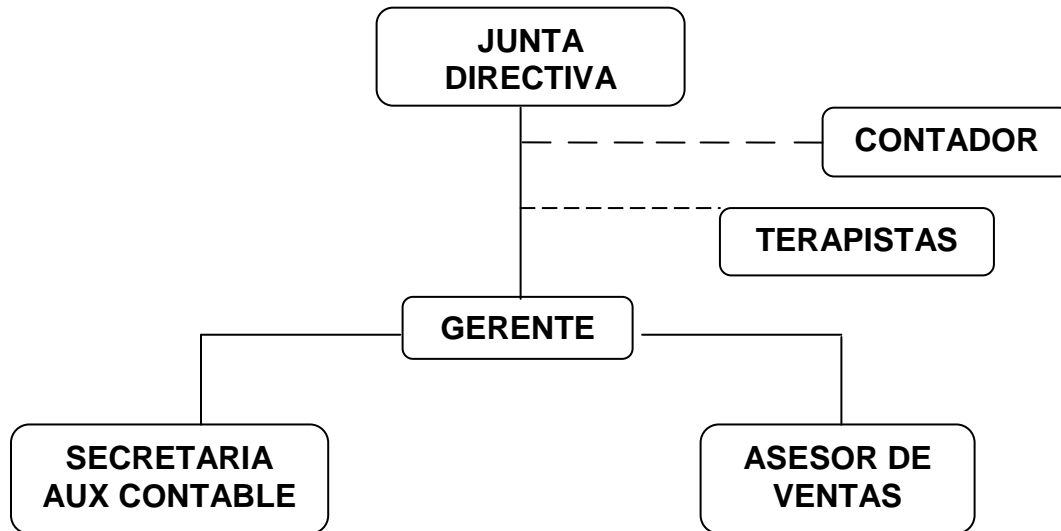 JUNTA
DIRECTIVA
CONTADOR
TERAPISTAS
GERENTE
SECRETARIA
AUX CONTABLE
ASESOR DE
VENTAS